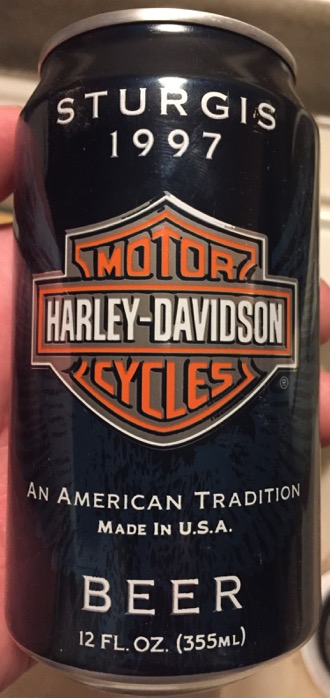 STURGIS
1997
MOTOR
HARLEY-DAVIDSON
CYCLES
®
AN AMERICAN TRADITION
MADE IN U.S.A.
BEER
12 FL. OZ. (355ML)